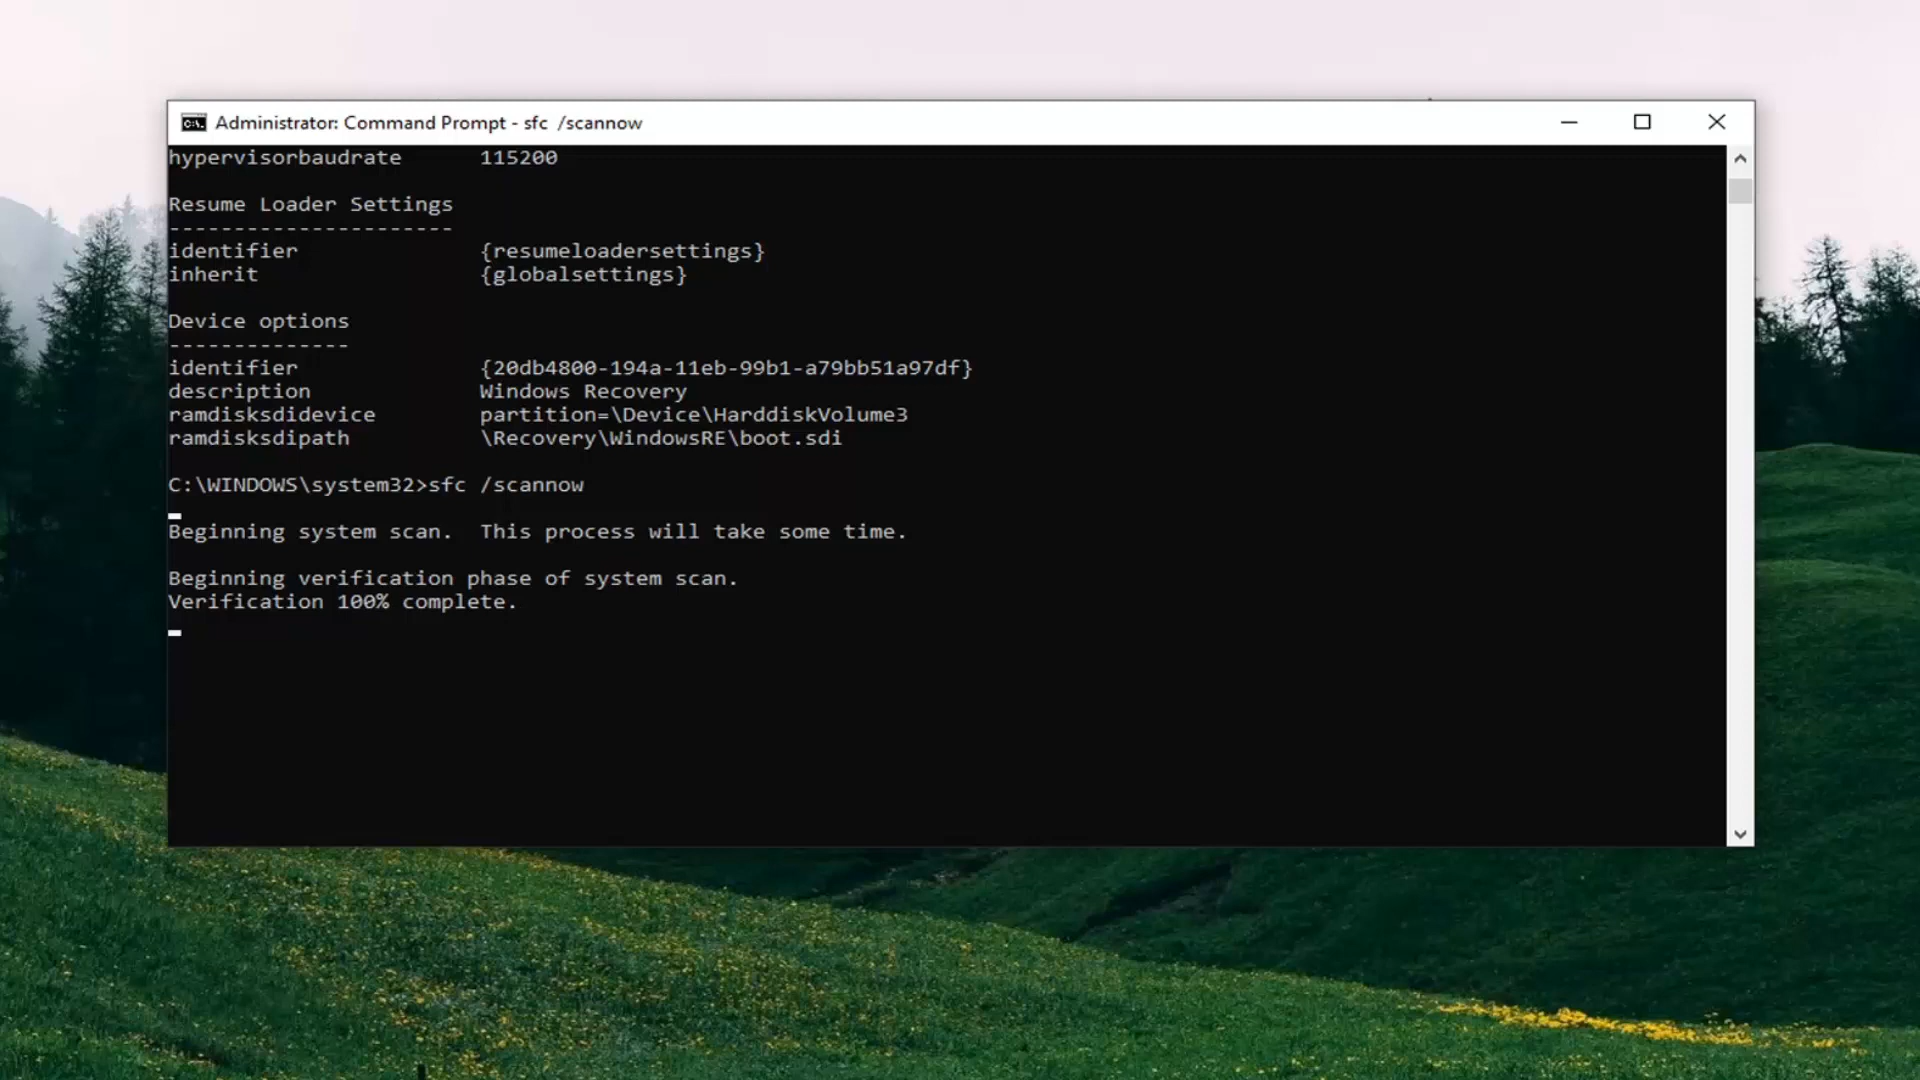 Administrator: Command Prompt - sfc  /scannow
hypervisorbaudrate      115200
Resume Loader Settings
----------------------
identifier              {resumeloadersettings}
inherit                 {globalsettings}
Device options
--------------
identifier              {20db4800-194a-11eb-99b1-a79bb51a97df}
description             Windows Recovery
ramdisksdidevice        partition=\Device\HarddiskVolume3
ramdisksdipath          \Recovery\WindowsRE\boot.sdi
C:\WINDOWS\system32>sfc /scannow
Beginning system scan.  This process will take some time.
Beginning verification phase of system scan.
Verification 100% complete.